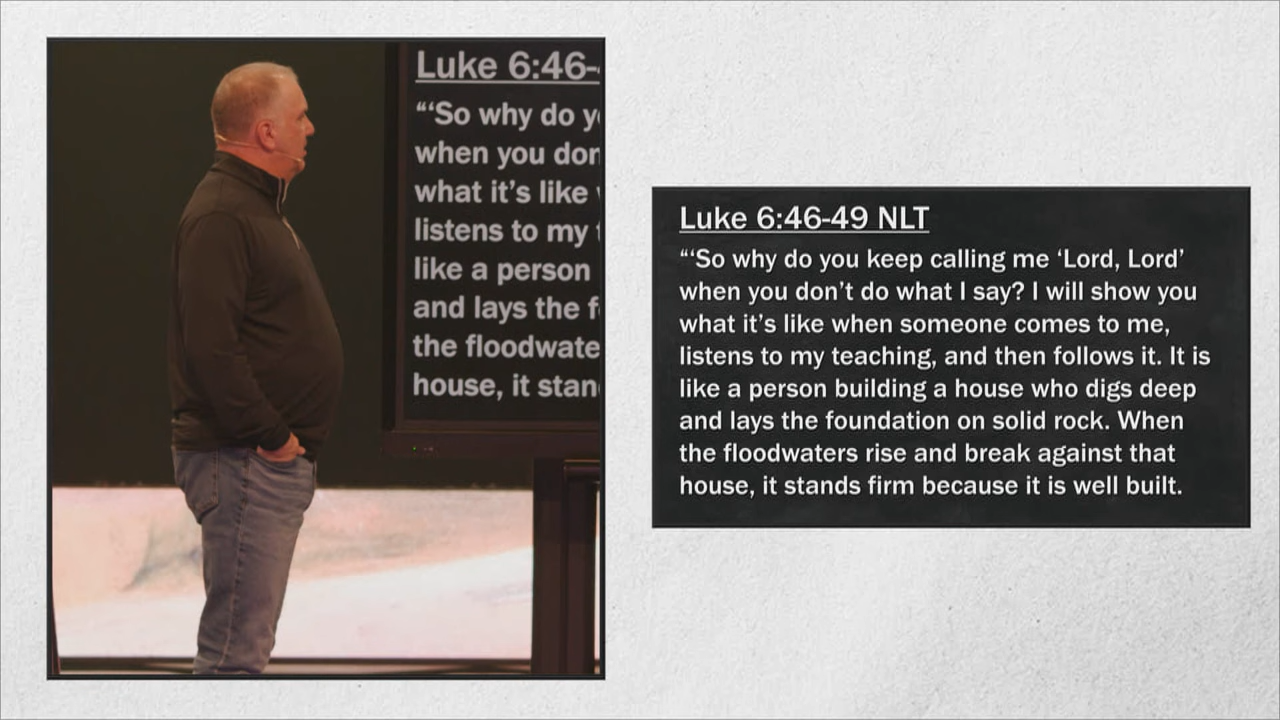 Luke 6:46-
“‘So why do y
when you don
what it’s like
listens to my
like a person
and lays the f
the floodwate
house, it stan
Luke 6:46-49 NLT
“‘So why do you keep calling me ‘Lord, Lord’
when you don’t do what I say? I will show you
what it’s like when someone comes to me,
listens to my teaching, and then follows it. It is
like a person building a house who digs deep
and lays the foundation on solid rock. When
the floodwaters rise and break against that
house, it stands firm because it is well built.